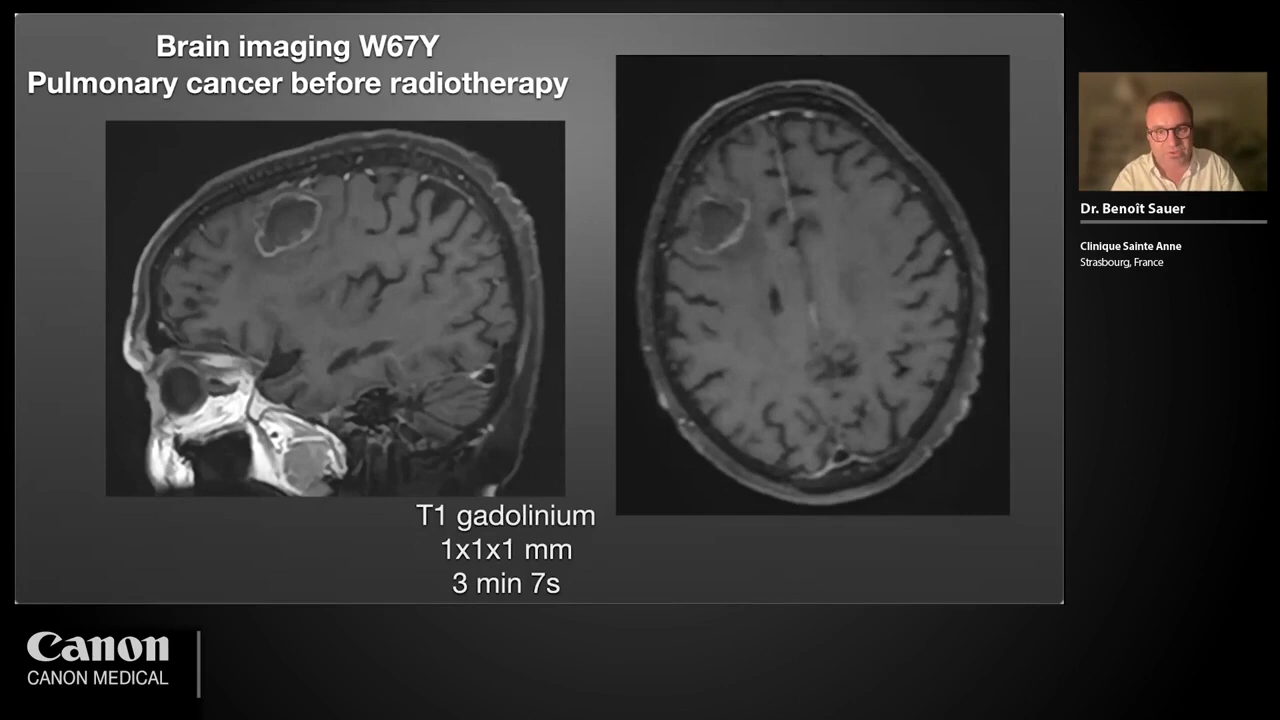 Brain imaging W67Y
Pulmonary cancer before radiotherapy
T1 gadolinium
1x1x1 mm
3 min 7s
Dr. Benoît Sauer
Clinique Sainte Anne
Strasbourg, France
Canon
CANON MEDICAL